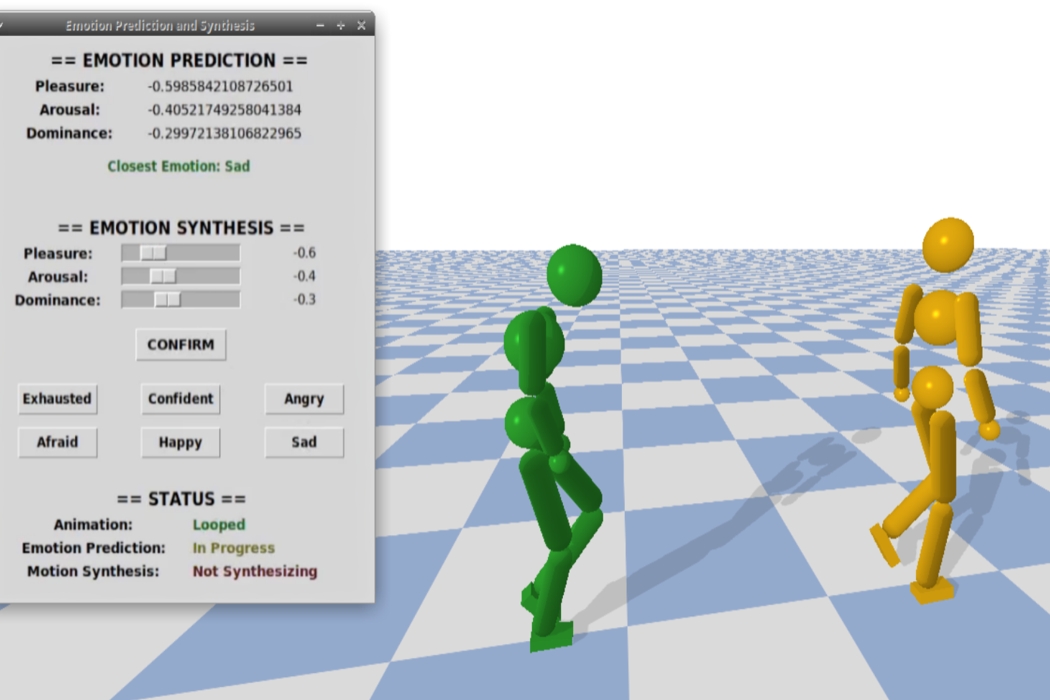 Emotion Prediction and Synthesis
== EMOTION PREDICTION ==
Pleasure: -0.5985842108726501
Arousal: -0.40521749258041384
Dominance: -0.29972138106822965
Closest Emotion: Sad
== EMOTION SYNTHESIS ==
Pleasure: -0.6
Arousal: -0.4
Dominance: -0.3
CONFIRM
Exhausted Confident Angry
Afraid Happy Sad
== STATUS ==
Animation: Looped
Emotion Prediction: In Progress
Motion Synthesis: Not Synthesizing